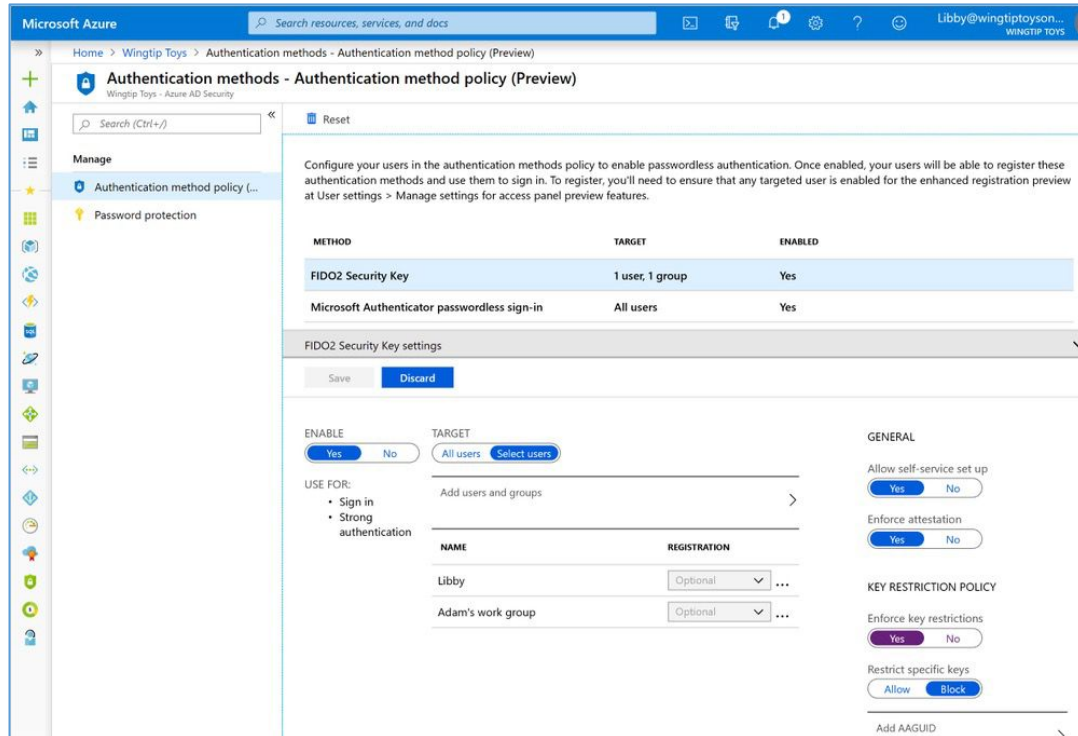 Microsoft Azure
Search resources, services, and docs
1
Libby@wingtiptoyson...
WINGTIP TOYS
Home > Wingtip Toys > Authentication methods - Authentication method policy (Preview)
Authentication methods - Authentication method policy (Preview)
Wingtip Toys - Azure AD Security
Search (Ctrl+/)
Manage
Authentication method policy (...
Password protection
Reset
Configure your users in the authentication methods policy to enable passwordless authentication. Once enabled, your users will be able to register these
authentication methods and use them to sign in. To register, you'll need to ensure that any targeted user is enabled for the enhanced registration preview
at User settings > Manage settings for access panel preview features.
METHOD TARGET ENABLED
FIDO2 Security Key 1 user, 1 group Yes
Microsoft Authenticator passwordless sign-in All users Yes
FIDO2 Security Key settings
Save Discard
ENABLE
Yes No
USE FOR:
• Sign in
• Strong
authentication
TARGET
All users Select users
Add users and groups
NAME REGISTRATION
Libby Optional ...
Adam's work group Optional ...
GENERAL
Allow self-service set up
Yes No
Enforce attestation
Yes No
KEY RESTRICTION POLICY
Enforce key restrictions
Yes No
Restrict specific keys
Allow Block
Add AAGUID